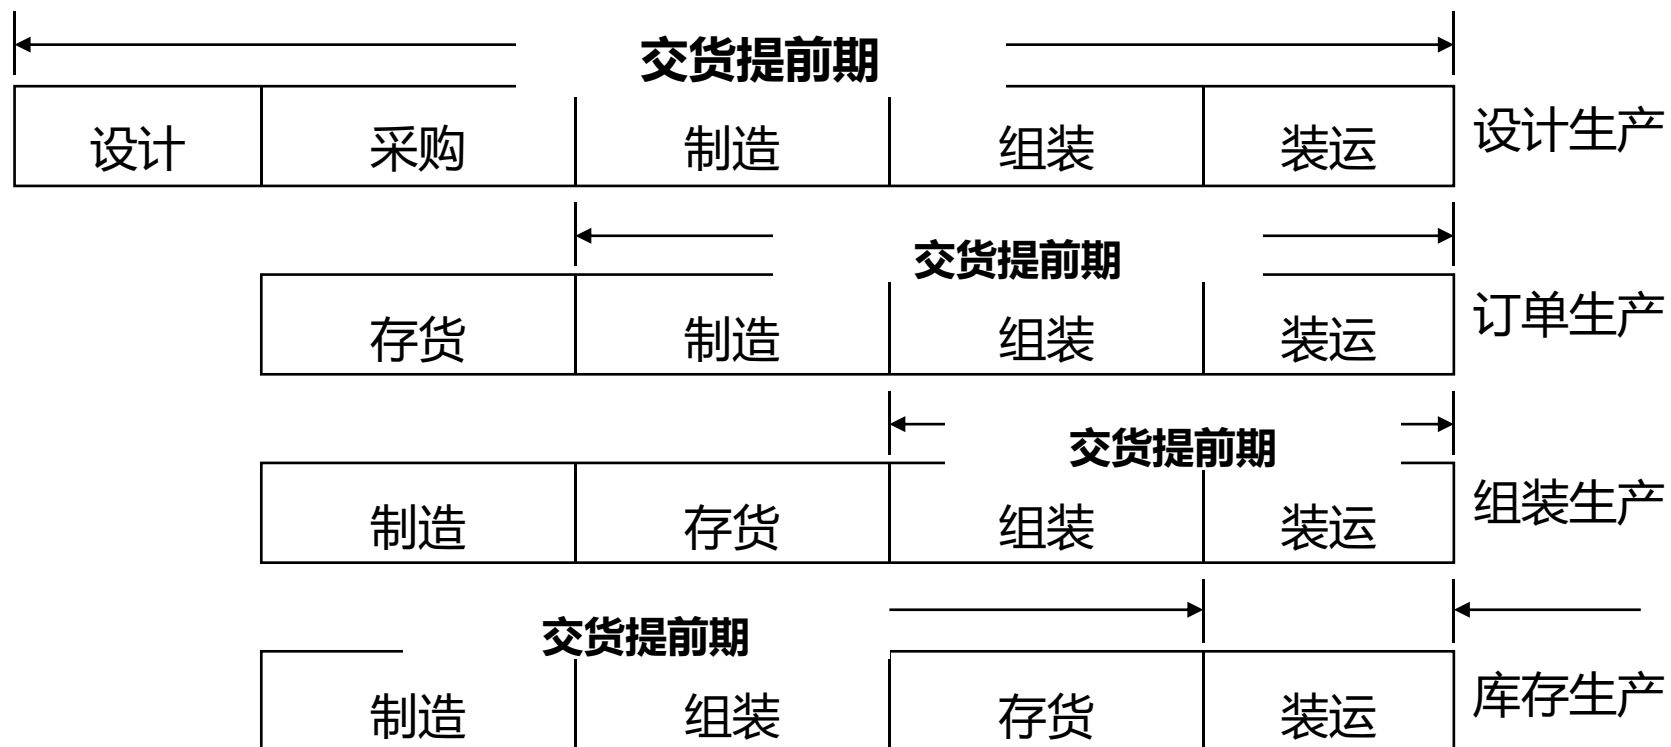 交货提前期
设计 采购 制造 组装 装运 设计生产
交货提前期
存货 制造 组装 装运 订单生产
交货提前期
制造 存货 组装 装运 组装生产
交货提前期
制造 组装 存货 装运 库存生产